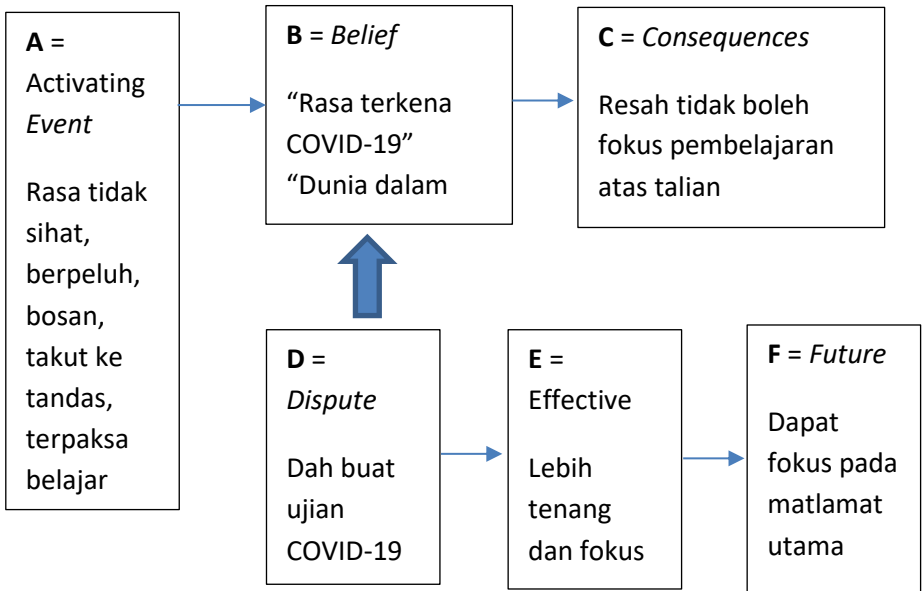 A =
Activating
Event
Rasa tidak
sihat,
berpeluh,
bosan,
takut ke
tandas,
terpaksa
belajar
B = Belief
“Rasa terkena
COVID-19”
“Dunia dalam
C = Consequences
Resah tidak boleh
fokus pembelajaran
atas talian
D =
Dispute
Dah buat
ujian
COVID-19
E =
Effective
Lebih
tenang
dan fokus
F = Future
Dapat
fokus pada
matlamat
utama